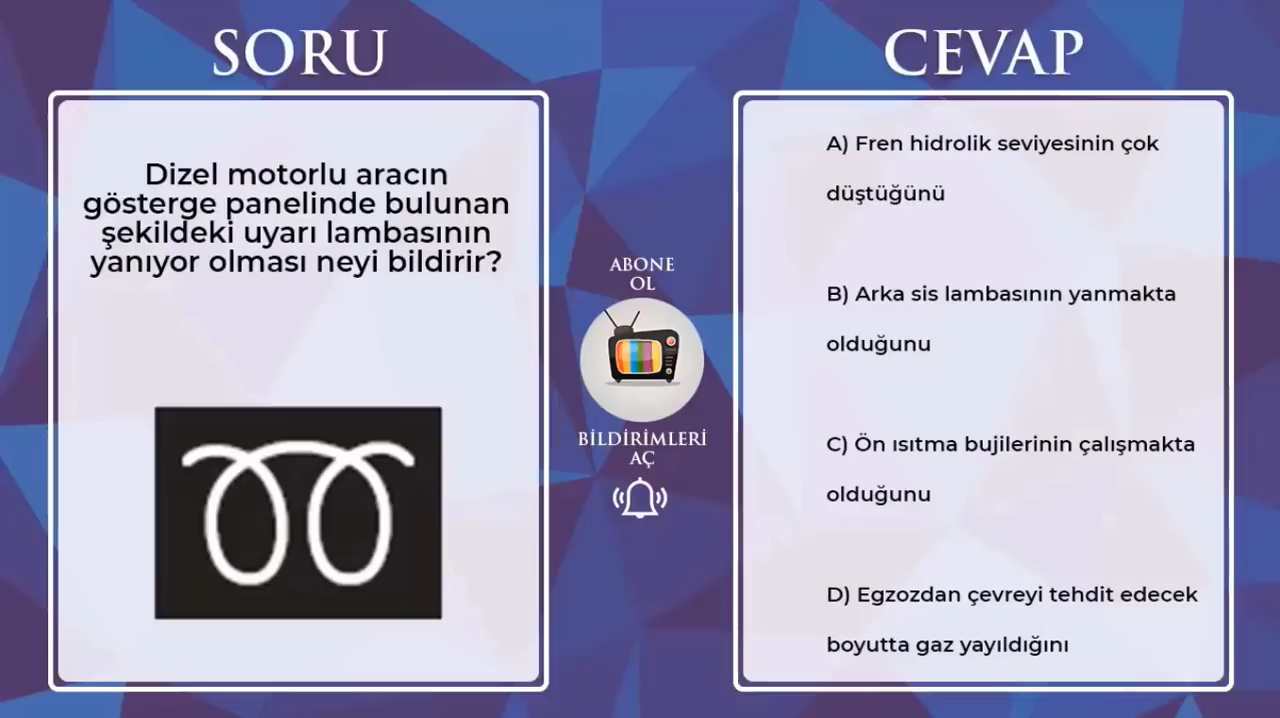 SORU
Dizel motorlu aracın
gösterge panelinde bulunan
şekildeki uyarı lambasının
yanıyor olması neyi bildirir?
ABONE
OL
BİLDİRİMLERİ
AÇ
CEVAP
A) Fren hidrolik seviyesinin çok
düştüğünü
B) Arka sis lambasının yanmakta
olduğunu
C) Ön ısıtma bujilerinin çalışmakta
olduğunu
D) Egzozdan çevreyi tehdit edecek
boyutta gaz yayıldığını